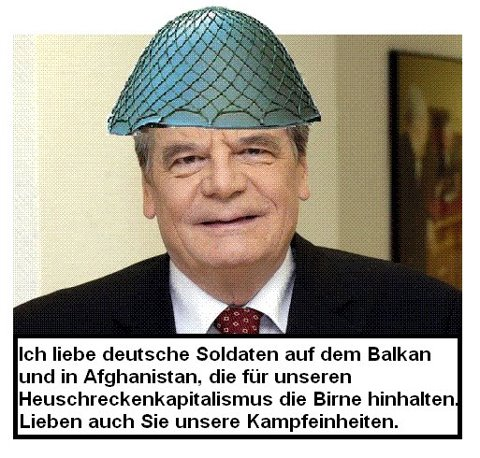 Ich liebe deutsche Soldaten auf dem Balkan
und in Afghanistan, die für unseren
Heuschreckenkapitalismus die Birne hinhalten.
Lieben auch Sie unsere Kampfeinheiten.